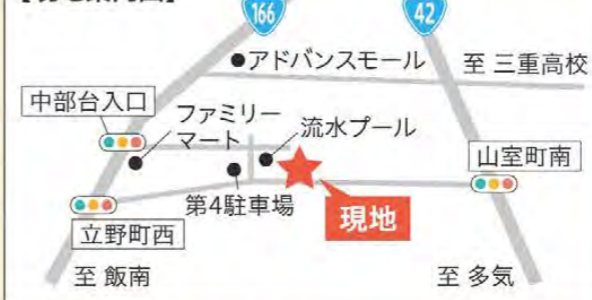 166
42
アドバンスモール
至 三重高校
中部台入口
ファミリー
マート
流水プール
山室町南
第4駐車場
現地
立野町西
至 飯南
至 多気